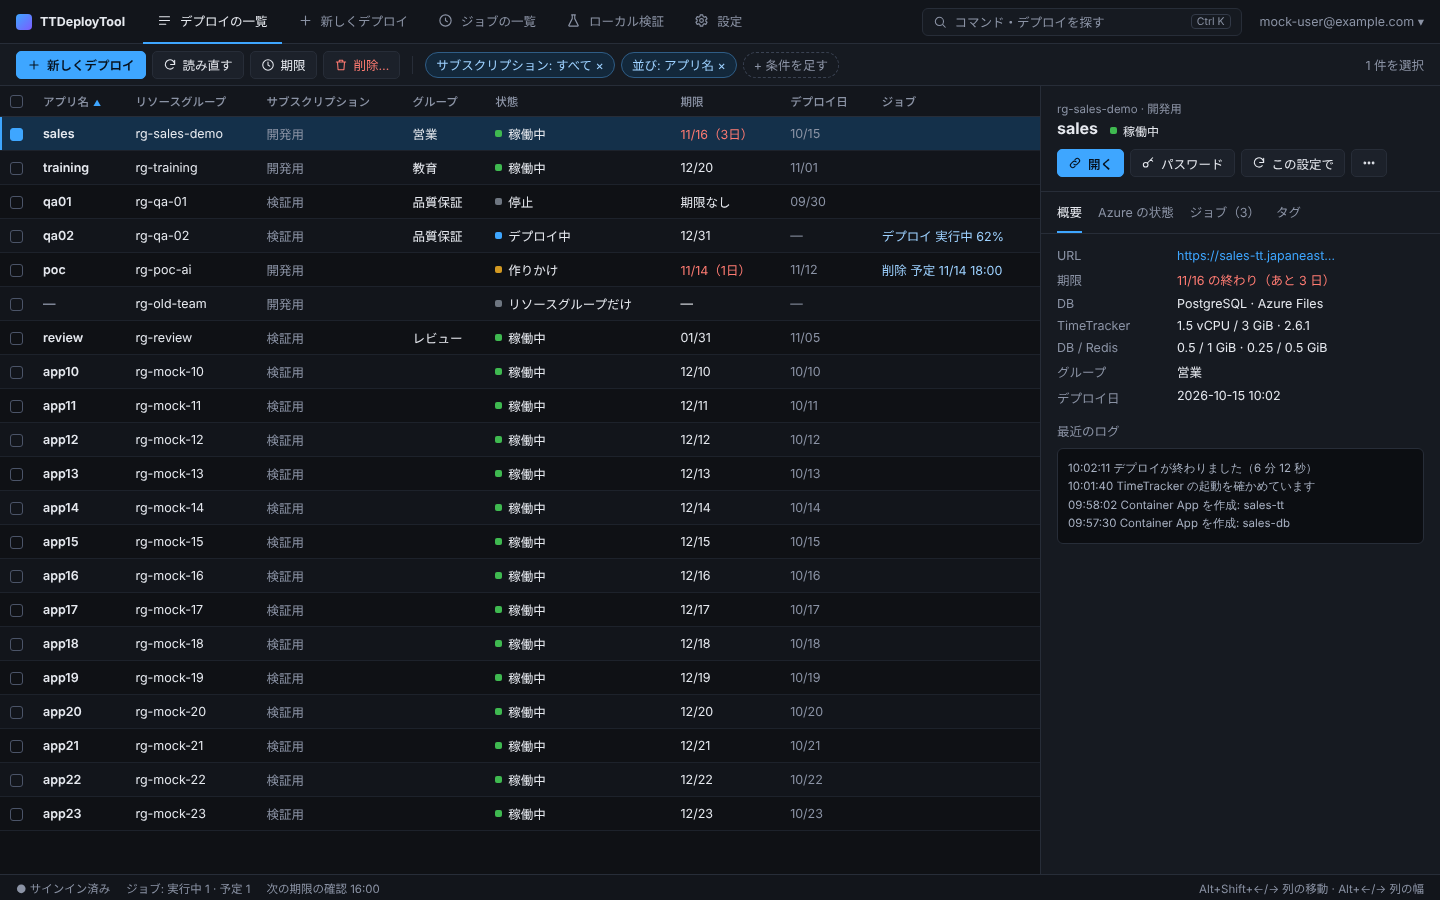 TTDeployTool デプロイの一覧 新しくデプロイ ジョブの一覧 ローカル検証 設定 コマンド・デプロイを探す Ctrl K mock-user@example.com ▾
新しくデプロイ 読み直す 期限 削除... サブスクリプション: すべて × 並び: アプリ名 × + 条件を足す 1 件を選択
アプリ名 ▲ リソースグループ サブスクリプション グループ 状態 期限 デプロイ日 ジョブ
sales rg-sales-demo 開発用 営業 稼働中 11/16（3日） 10/15
training rg-training 開発用 教育 稼働中 12/20 11/01
qa01 rg-qa-01 検証用 品質保証 停止 期限なし 09/30
qa02 rg-qa-02 検証用 品質保証 デプロイ中 12/31 — デプロイ 実行中 62%
poc rg-poc-ai 開発用 作りかけ 11/14（1日） 11/12 削除 予定 11/14 18:00
— rg-old-team 開発用 リソースグループだけ — —
review rg-review 検証用 レビュー 稼働中 01/31 11/05
app10 rg-mock-10 検証用 稼働中 12/10 10/10
app11 rg-mock-11 検証用 稼働中 12/11 10/11
app12 rg-mock-12 検証用 稼働中 12/12 10/12
app13 rg-mock-13 検証用 稼働中 12/13 10/13
app14 rg-mock-14 検証用 稼働中 12/14 10/14
app15 rg-mock-15 検証用 稼働中 12/15 10/15
app16 rg-mock-16 検証用 稼働中 12/16 10/16
app17 rg-mock-17 検証用 稼働中 12/17 10/17
app18 rg-mock-18 検証用 稼働中 12/18 10/18
app19 rg-mock-19 検証用 稼働中 12/19 10/19
app20 rg-mock-20 検証用 稼働中 12/20 10/20
app21 rg-mock-21 検証用 稼働中 12/21 10/21
app22 rg-mock-22 検証用 稼働中 12/22 10/22
app23 rg-mock-23 検証用 稼働中 12/23 10/23
rg-sales-demo · 開発用
sales 稼働中
開く パスワード この設定で ···
概要 Azure の状態 ジョブ（3） タグ
URL https://sales-tt.japaneast...
期限 11/16 の終わり（あと 3 日）
DB PostgreSQL · Azure Files
TimeTracker 1.5 vCPU / 3 GiB · 2.6.1
DB / Redis 0.5 / 1 GiB · 0.25 / 0.5 GiB
グループ 営業
デプロイ日 2026-10-15 10:02
最近のログ
10:02:11 デプロイが終わりました（6 分 12 秒）
10:01:40 TimeTracker の起動を確かめています
09:58:02 Container App を作成: sales-tt
09:57:30 Container App を作成: sales-db
● サインイン済み ジョブ: 実行中 1 · 予定 1 次の期限の確認 16:00 Alt+Shift+←/→ 列の移動 · Alt+←/→ 列の幅